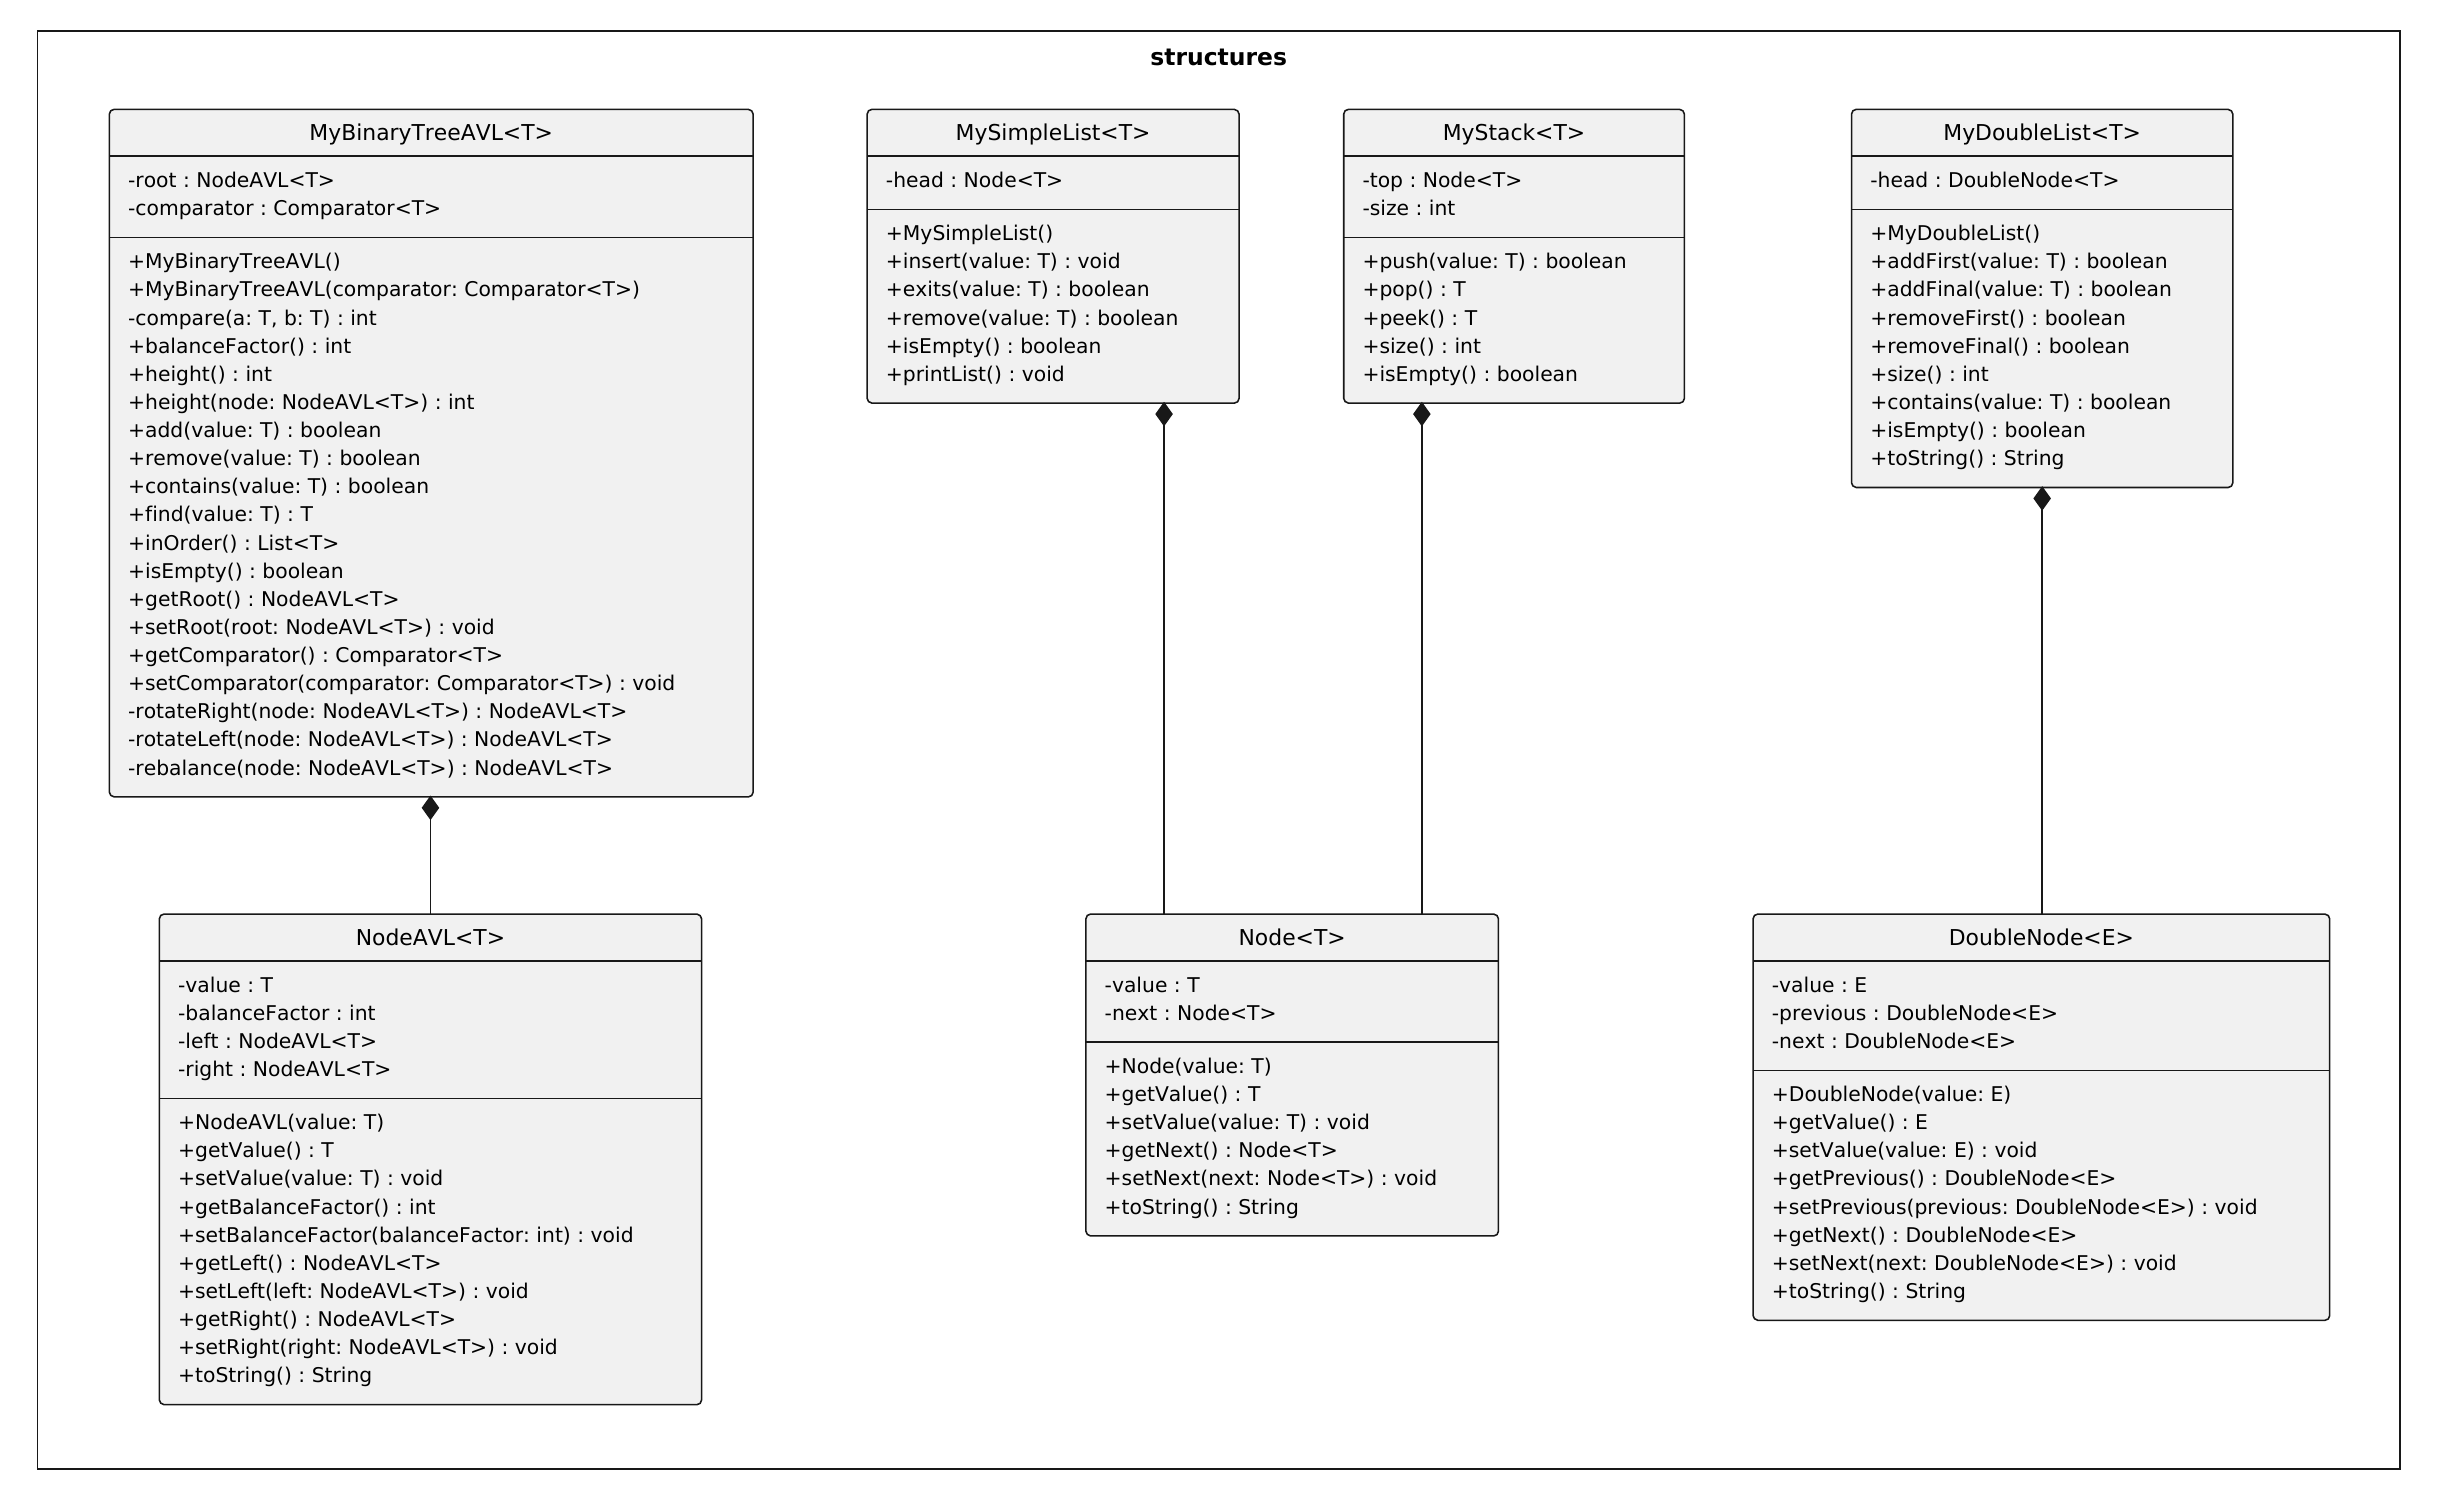 structures
MyBinaryTreeAVL<T>
-root : NodeAVL<T>
-comparator : Comparator<T>
+MyBinaryTreeAVL()
+MyBinaryTreeAVL(comparator: Comparator<T>)
-compare(a: T, b: T) : int
+balanceFactor() : int
+height() : int
+height(node: NodeAVL<T>) : int
+add(value: T) : boolean
+remove(value: T) : boolean
+contains(value: T) : boolean
+find(value: T) : T
+inOrder() : List<T>
+isEmpty() : boolean
+getRoot() : NodeAVL<T>
+setRoot(root: NodeAVL<T>) : void
+getComparator() : Comparator<T>
+setComparator(comparator: Comparator<T>) : void
-rotateRight(node: NodeAVL<T>) : NodeAVL<T>
-rotateLeft(node: NodeAVL<T>) : NodeAVL<T>
-rebalance(node: NodeAVL<T>) : NodeAVL<T>
MySimpleList<T>
-head : Node<T>
+MySimpleList()
+insert(value: T) : void
+exits(value: T) : boolean
+remove(value: T) : boolean
+isEmpty() : boolean
+printList() : void
MyStack<T>
-top : Node<T>
-size : int
+push(value: T) : boolean
+pop() : T
+peek() : T
+size() : int
+isEmpty() : boolean
MyDoubleList<T>
-head : DoubleNode<T>
+MyDoubleList()
+addFirst(value: T) : boolean
+addFinal(value: T) : boolean
+removeFirst() : boolean
+removeFinal() : boolean
+size() : int
+contains(value: T) : boolean
+isEmpty() : boolean
+toString() : String
NodeAVL<T>
-value : T
-balanceFactor : int
-left : NodeAVL<T>
-right : NodeAVL<T>
+NodeAVL(value: T)
+getValue() : T
+setValue(value: T) : void
+getBalanceFactor() : int
+setBalanceFactor(balanceFactor: int) : void
+getLeft() : NodeAVL<T>
+setLeft(left: NodeAVL<T>) : void
+getRight() : NodeAVL<T>
+setRight(right: NodeAVL<T>) : void
+toString() : String
Node<T>
-value : T
-next : Node<T>
+Node(value: T)
+getValue() : T
+setValue(value: T) : void
+getNext() : Node<T>
+setNext(next: Node<T>) : void
+toString() : String
DoubleNode<E>
-value : E
-previous : DoubleNode<E>
-next : DoubleNode<E>
+DoubleNode(value: E)
+getValue() : E
+setValue(value: E) : void
+getPrevious() : DoubleNode<E>
+setPrevious(previous: DoubleNode<E>) : void
+getNext() : DoubleNode<E>
+setNext(next: DoubleNode<E>) : void
+toString() : String